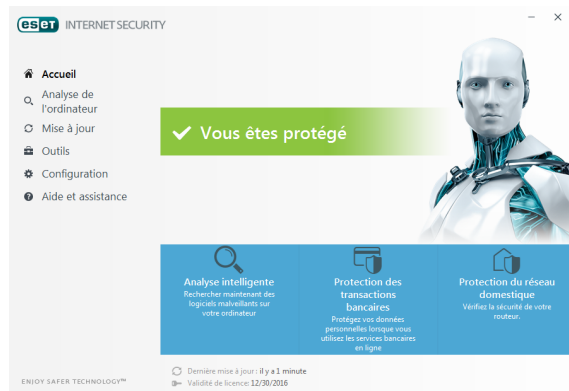 eset INTERNET SECURITY
Accueil
Analyse de
l'ordinateur
Mise à jour
Outils
Configuration
Aide et assistance
Vous êtes protégé
Analyse intelligente
Rechercher maintenant des
logiciels malveillants sur
votre ordinateur
Protection des
transactions
bancaires
Protégez vos données
personnelles lorsque vous
utilisez les services bancaires
en ligne
Protection du réseau
domestique
Vérifiez la sécurité de votre
routeur.
ENJOY SAFER TECHNOLOGY™
Dernière mise à jour : il y a 1 minute
Validité de licence: 12/30/2016